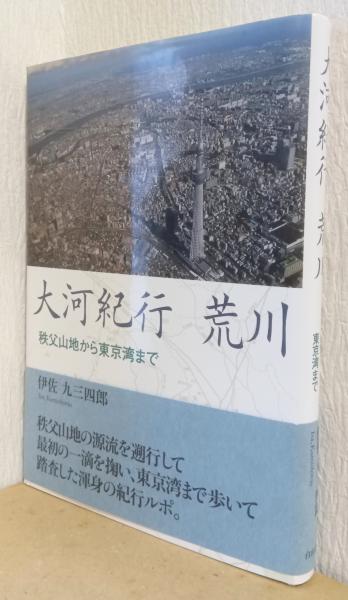 大河紀行 荒川
秩父山地から東京湾まで
伊佐 九三四郎
Isa Kusashirou
秩父山地の源流を遡行して
最初の一滴を掬い、東京湾まで歩いて
踏査した渾身の紀行ルポ。
大河紀行 荒川
東京湾まで